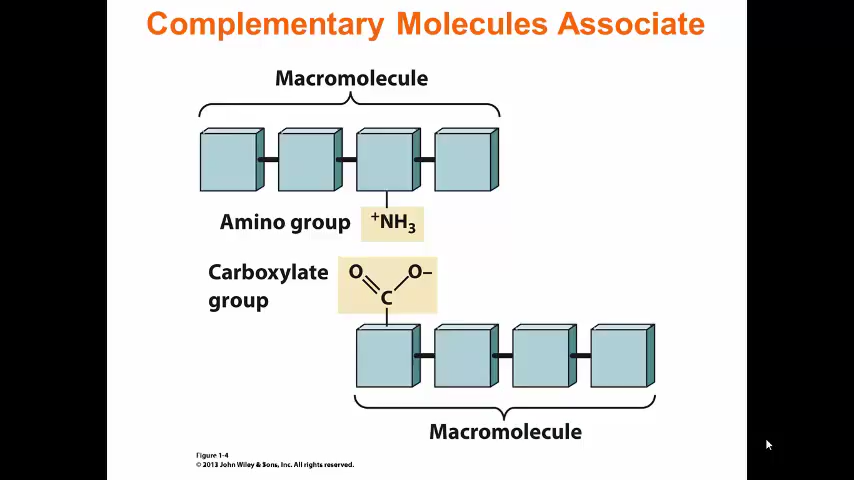 Complementary Molecules Associate
Macromolecule
Amino group
⁺NH₃
Carboxylate
group
O O–
C
Macromolecule
Figure 1-4
© 2013 John Wiley & Sons, Inc. All rights reserved.